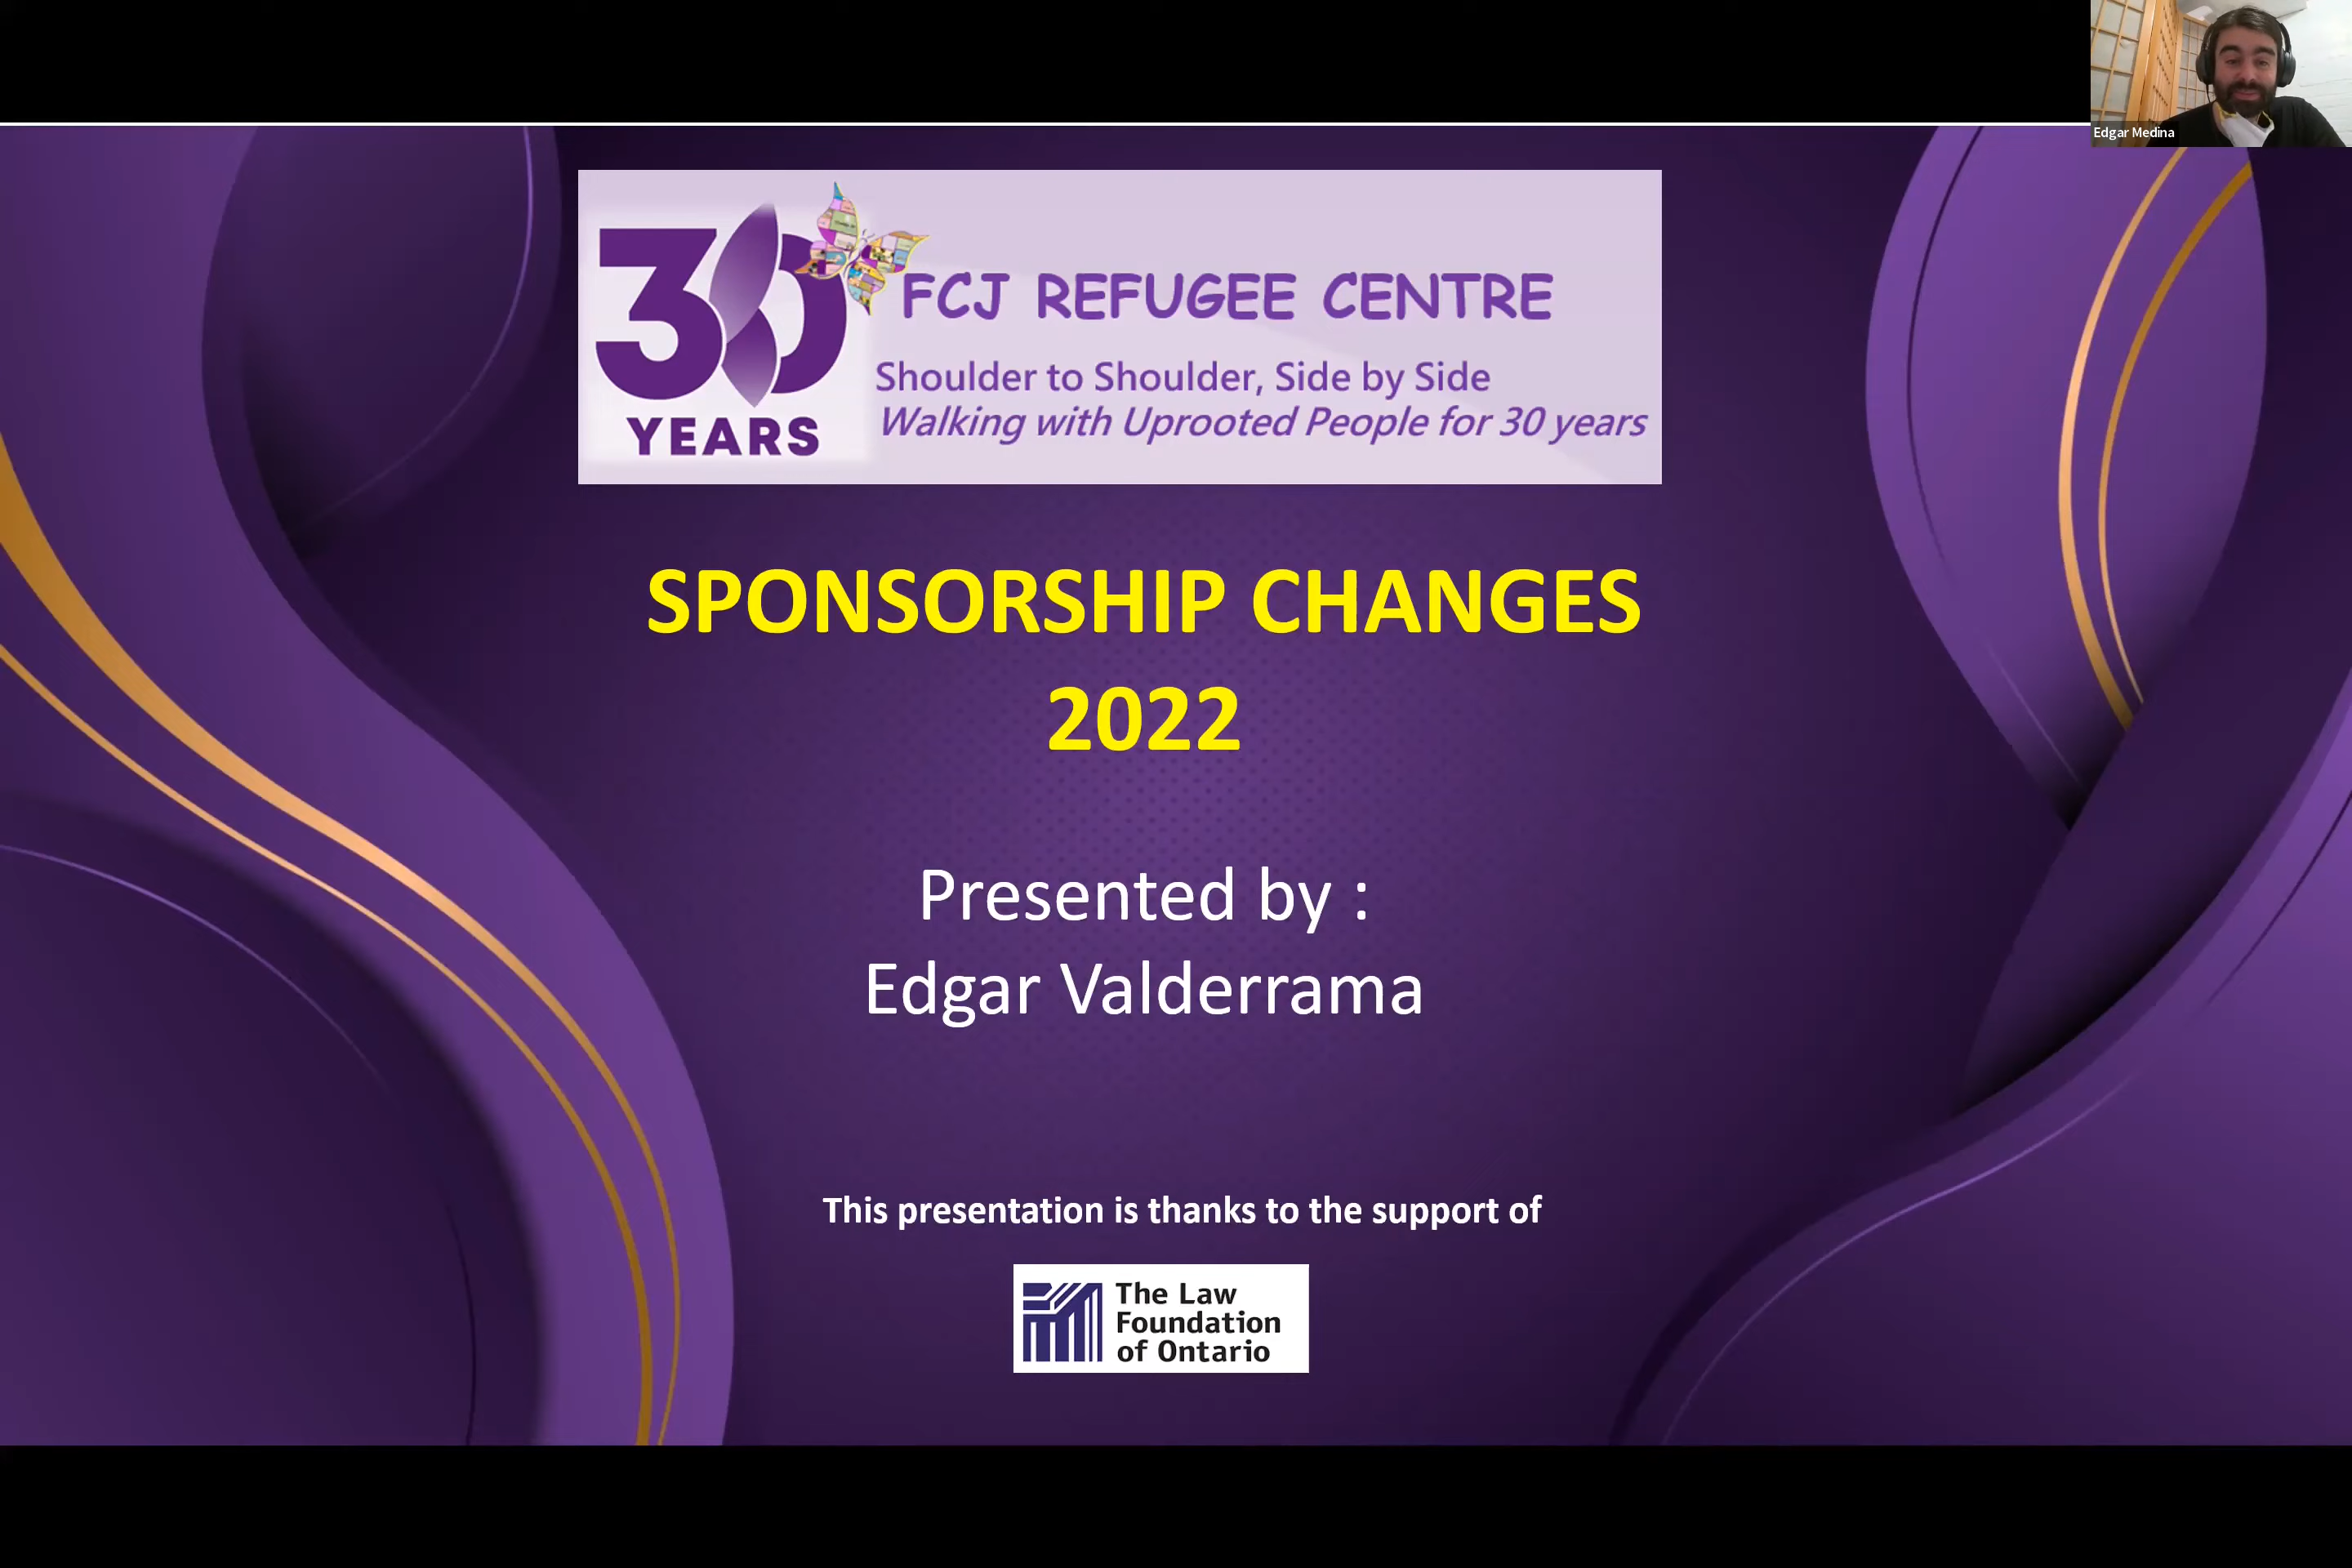 Edgar Medina
30
YEARS
FCJ REFUGEE CENTRE
Shoulder to Shoulder, Side by Side
Walking with Uprooted People for 30 years
SPONSORSHIP CHANGES
2022
Presented by :
Edgar Valderrama
This presentation is thanks to the support of
The Law
Foundation
of Ontario